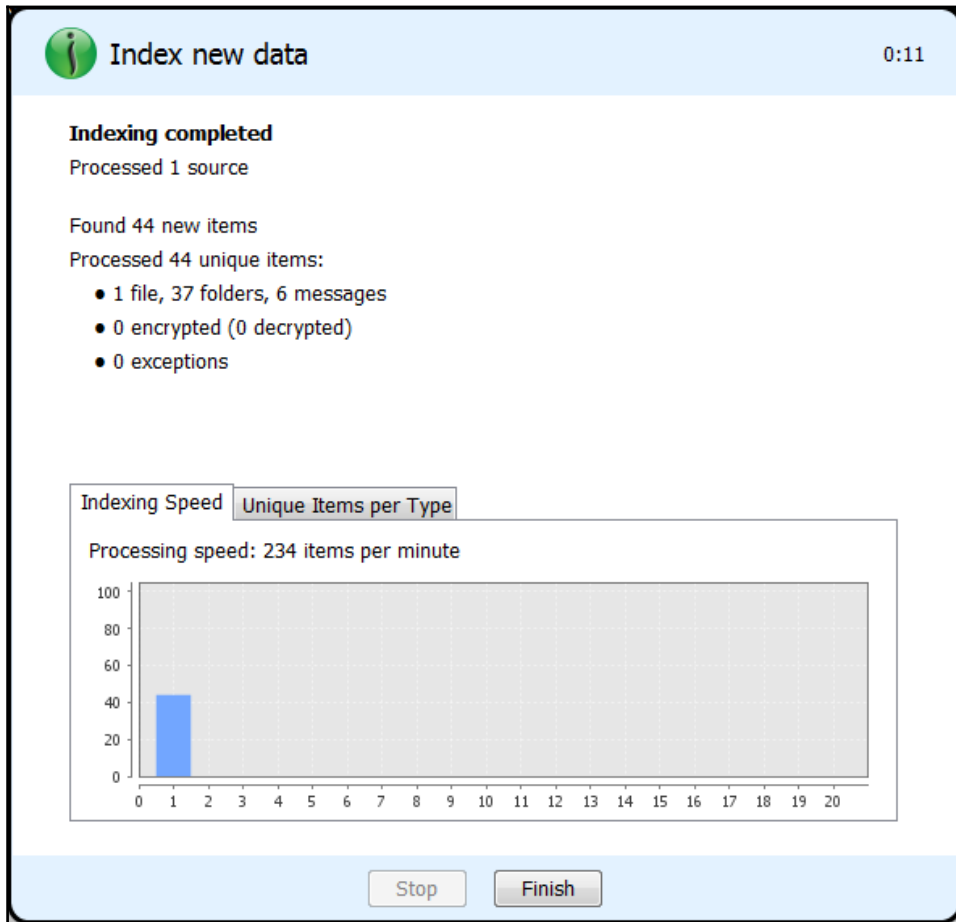 Index new data
0:11
Indexing completed
Processed 1 source
Found 44 new items
Processed 44 unique items:
● 1 file, 37 folders, 6 messages
● 0 encrypted (0 decrypted)
● 0 exceptions
Indexing Speed
Unique Items per Type
Processing speed: 234 items per minute
100
80
60
40
20
0
0 1 2 3 4 5 6 7 8 9 10 11 12 13 14 15 16 17 18 19 20
Stop
Finish